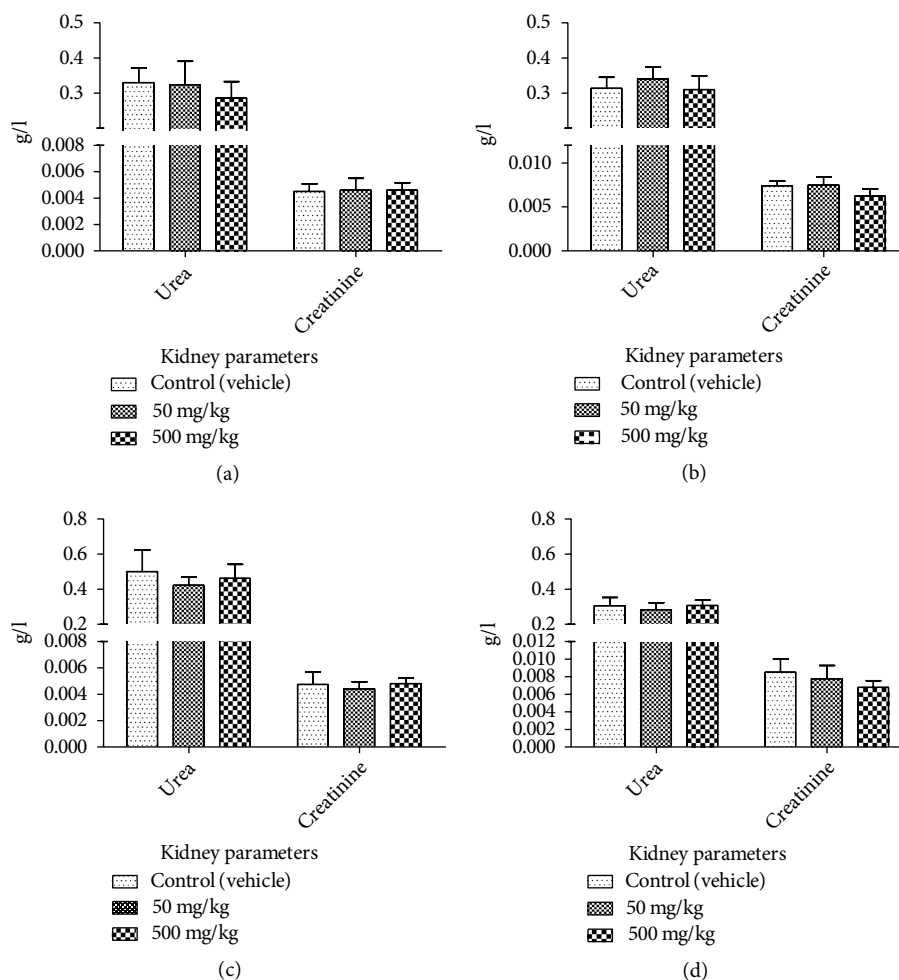 0.5
0.4
0.3
0.008
0.006
0.004
0.002
0.000
g/l
Urea
Creatinine
Kidney parameters
Control (vehicle)
50 mg/kg
500 mg/kg
(a)
0.5
0.4
0.3
0.010
0.005
0.000
g/l
Urea
Creatinine
Kidney parameters
Control (vehicle)
50 mg/kg
500 mg/kg
(b)
0.8
0.6
0.4
0.2
0.008
0.006
0.004
0.002
0.000
g/l
Urea
Creatinine
Kidney parameters
Control (vehicle)
50 mg/kg
500 mg/kg
(c)
0.8
0.6
0.4
0.2
0.012
0.010
0.008
0.006
0.004
0.002
0.000
g/l
Urea
Creatinine
Kidney parameters
Control (vehicle)
50 mg/kg
500 mg/kg
(d)